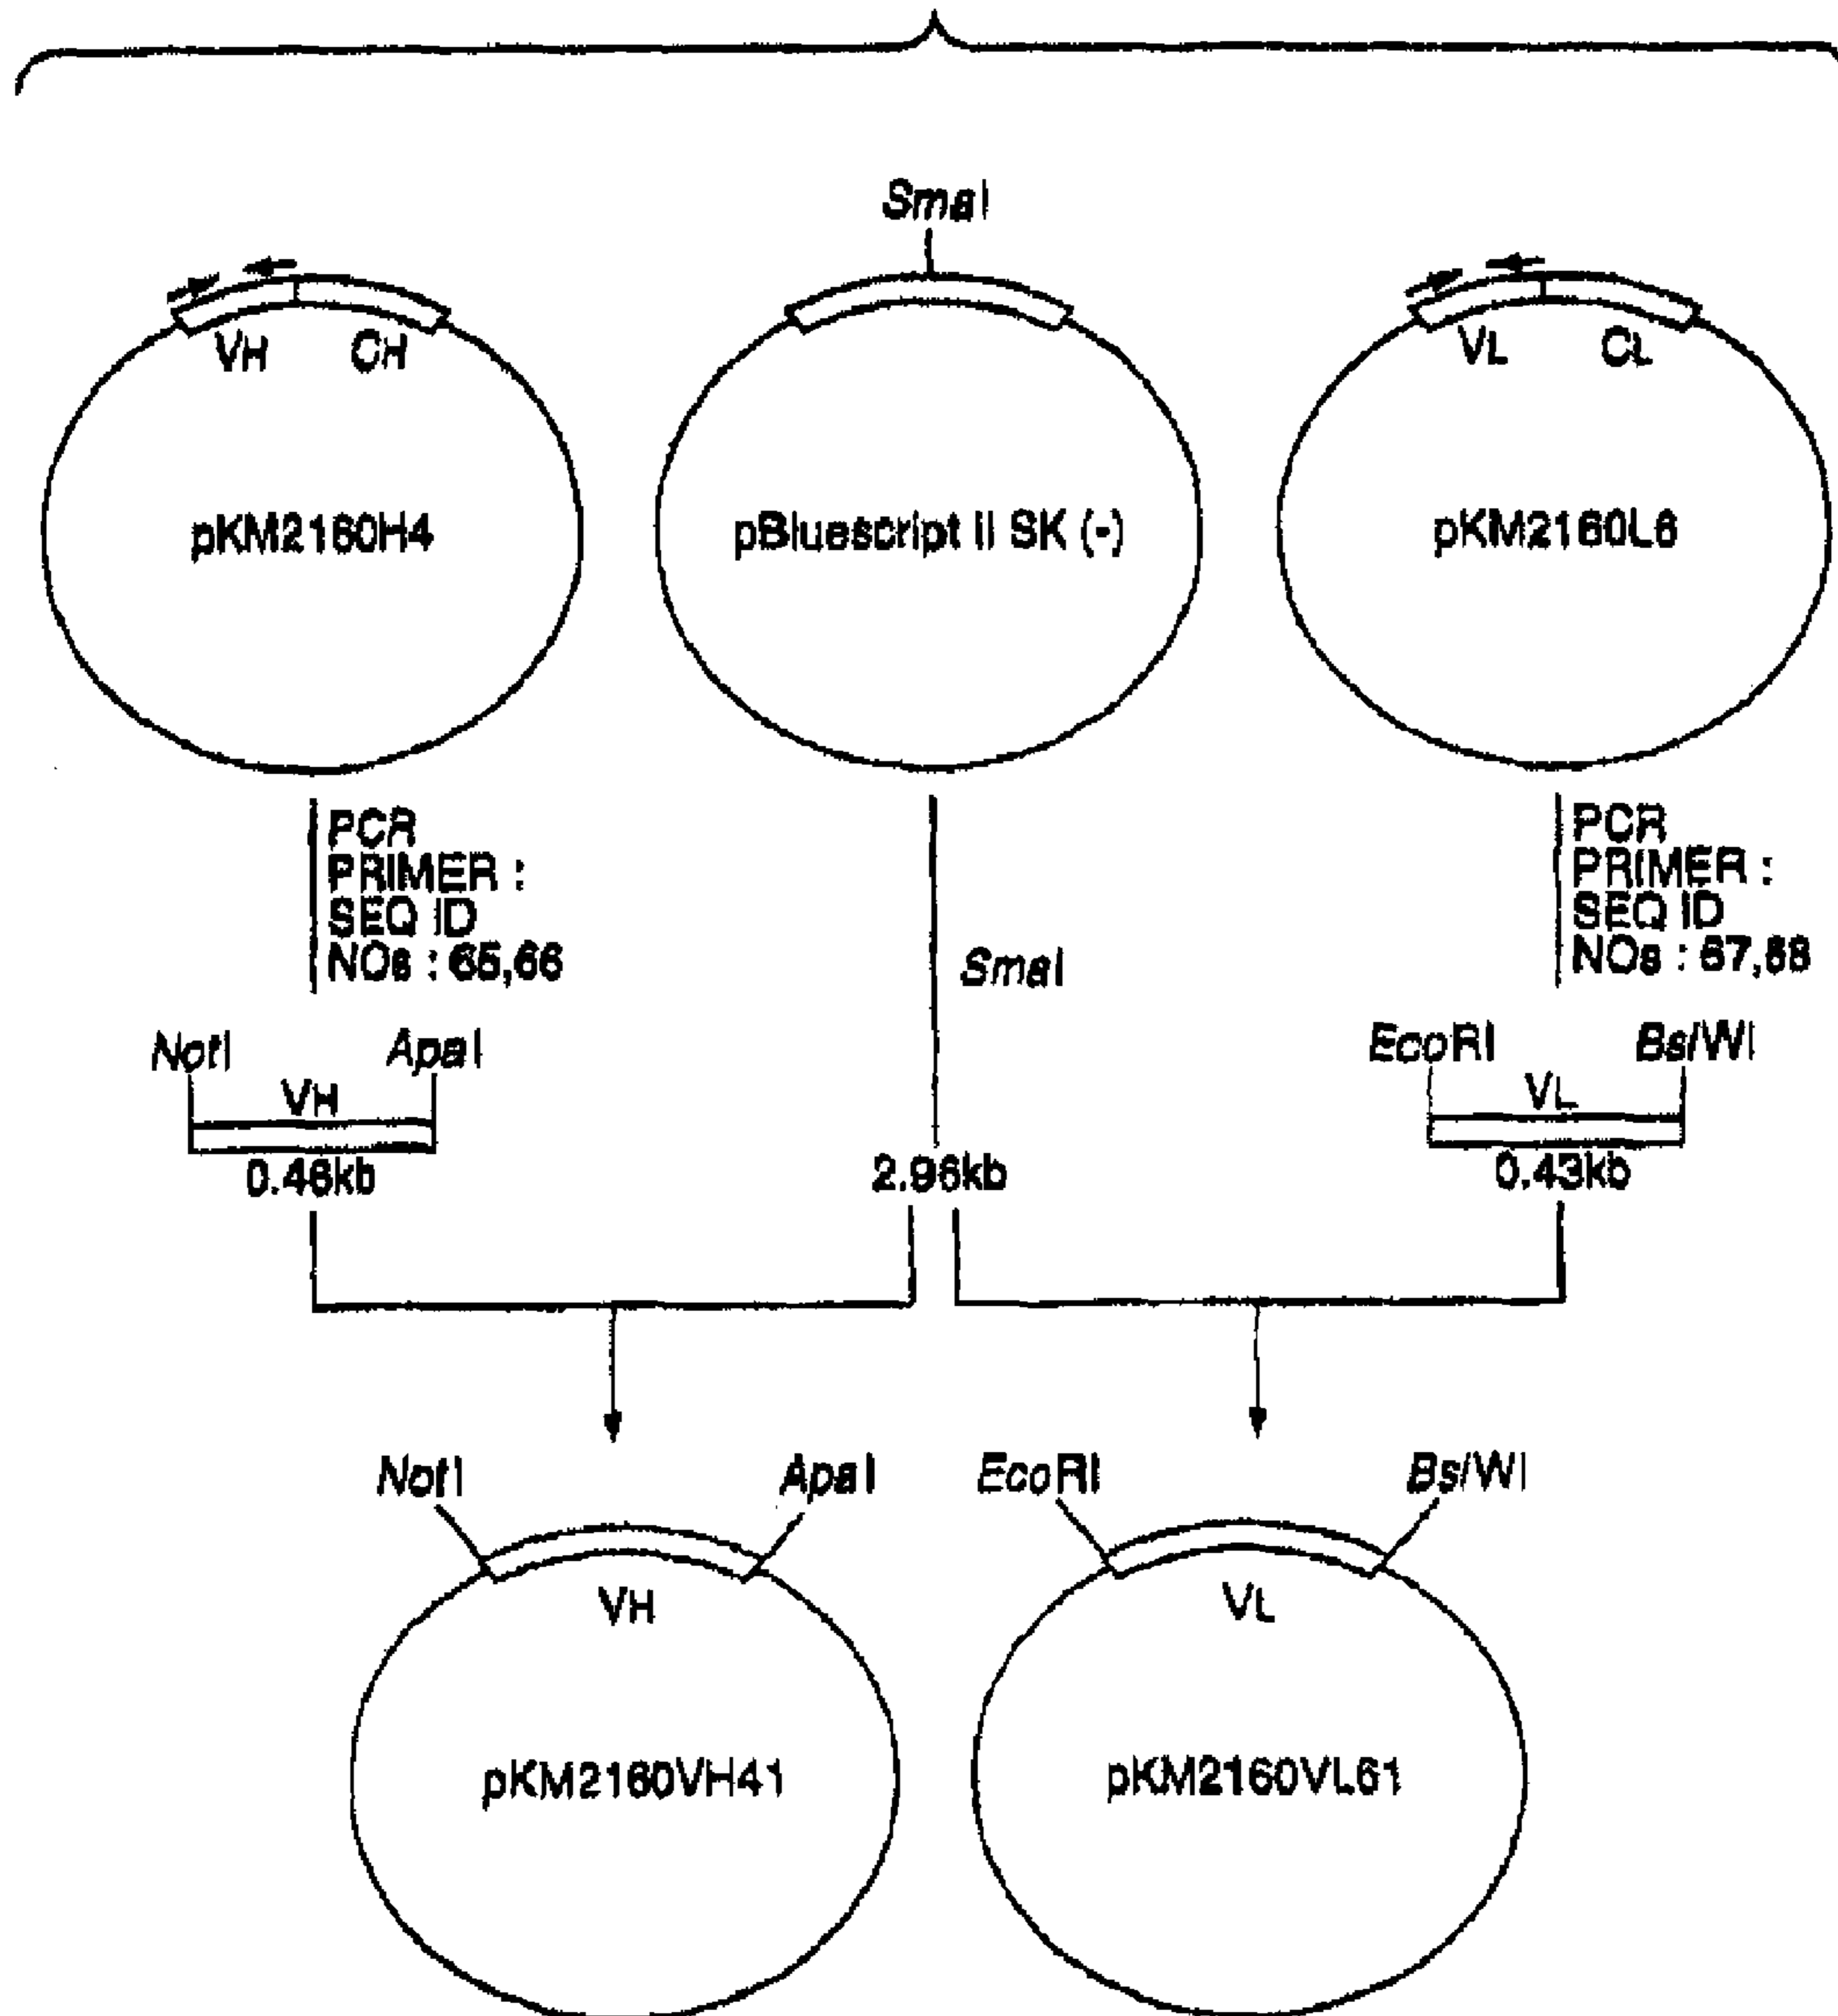 SmaI
VH CH
VL CL
pKM2160H4
pBluescript II SK (-)
pKM2160L6
PCR
PRIMER :
SEQ ID
NOs : 65,66
SmaI
PCR
PRIMER :
SEQ ID
NOs : 67,68
NotI ApaI
VH
0.46kb
2.96kb
EcoRI BsiWI
VL
0.43kb
NotI ApaI
VH
pKM2160VH41
EcoRI BsiWI
VL
pKM2160VL61